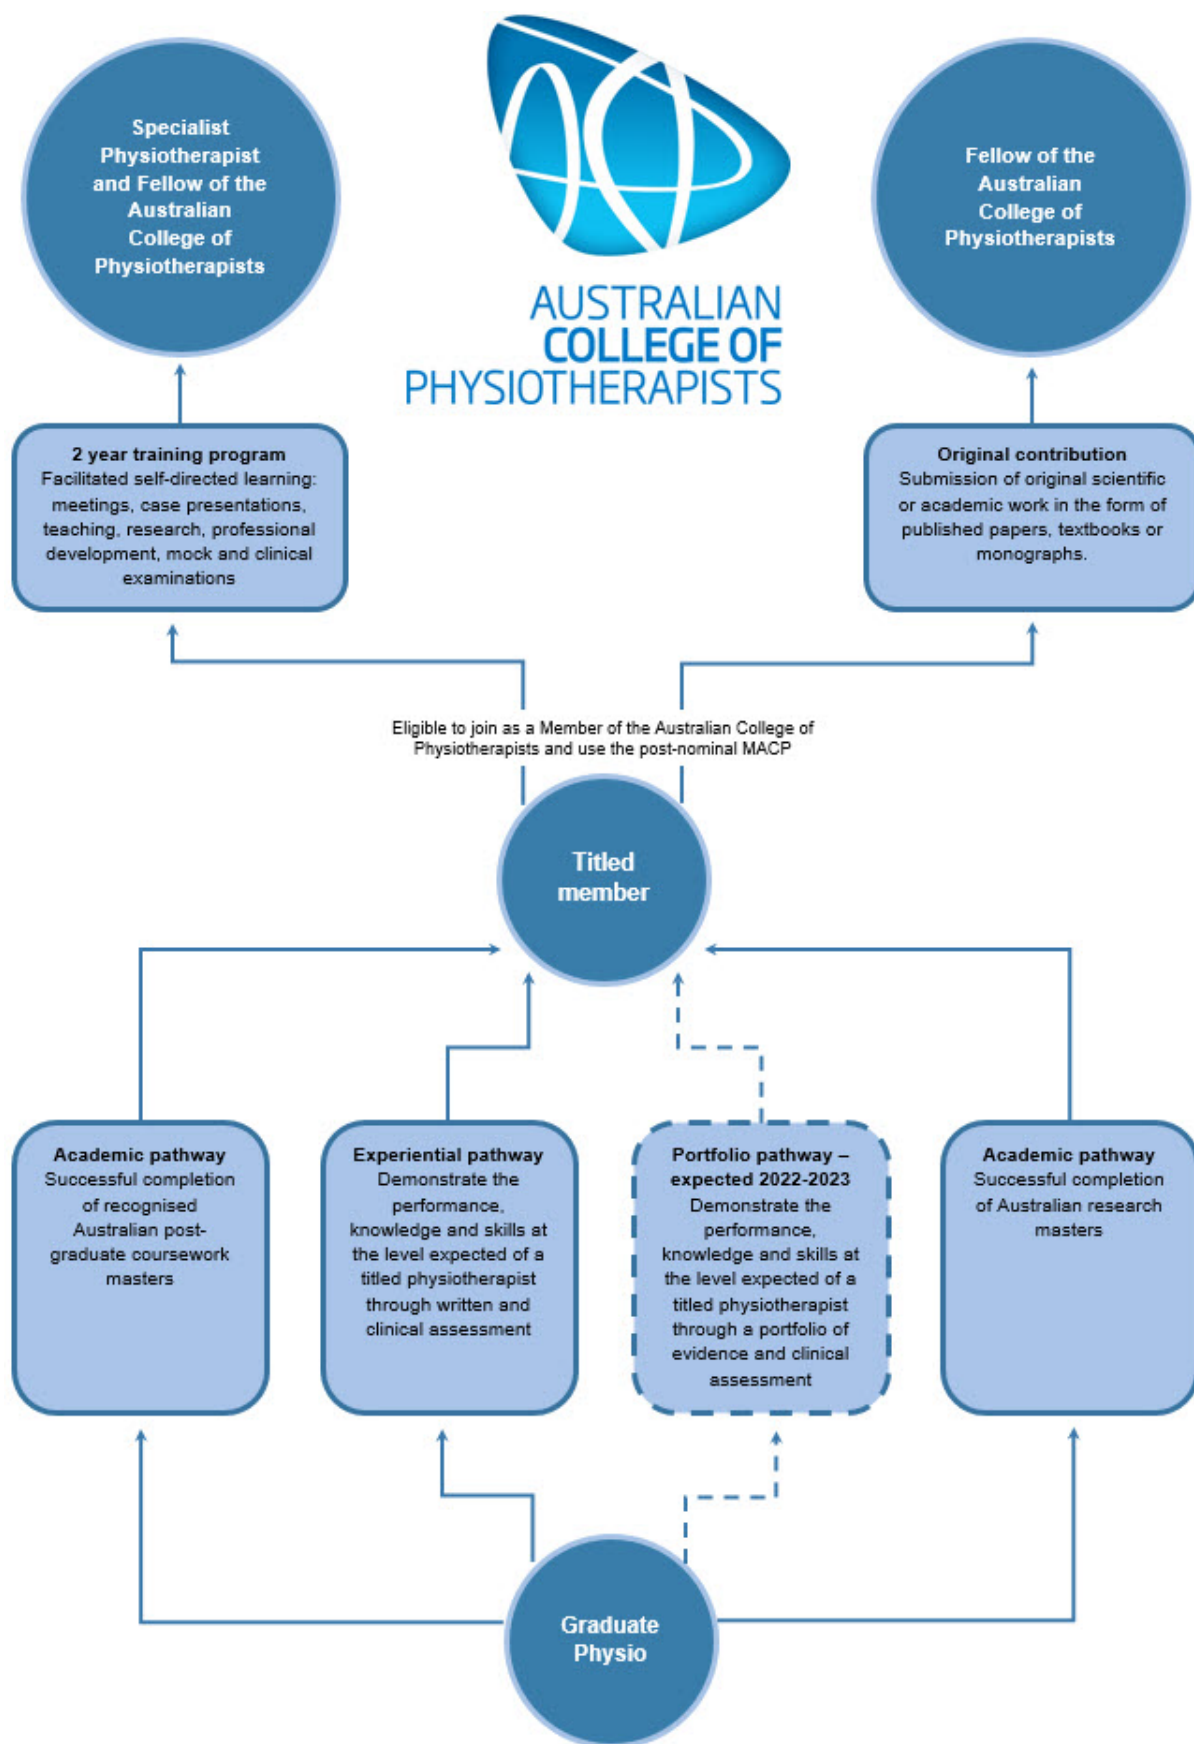 Specialist
Physiotherapist
and Fellow of the
Australian
College of
Physiotherapists
AUSTRALIAN
COLLEGE OF
PHYSIOTHERAPISTS
Fellow of the
Australian
College of
Physiotherapists
2 year training program
Facilitated self-directed learning:
meetings, case presentations,
teaching, research, professional
development, mock and clinical
examinations
Original contribution
Submission of original scientific
or academic work in the form of
published papers, textbooks or
monographs.
Eligible to join as a Member of the Australian College of
Physiotherapists and use the post-nominal MACP
Titled
member
Academic pathway
Successful completion
of recognised
Australian post-
graduate coursework
masters
Experiential pathway
Demonstrate the
performance,
knowledge and skills at
the level expected of a
titled physiotherapist
through written and
clinical assessment
Portfolio pathway –
expected 2022-2023
Demonstrate the
performance,
knowledge and skills at
the level expected of a
titled physiotherapist
through a portfolio of
evidence and clinical
assessment
Academic pathway
Successful completion
of Australian research
masters
Graduate
Physio